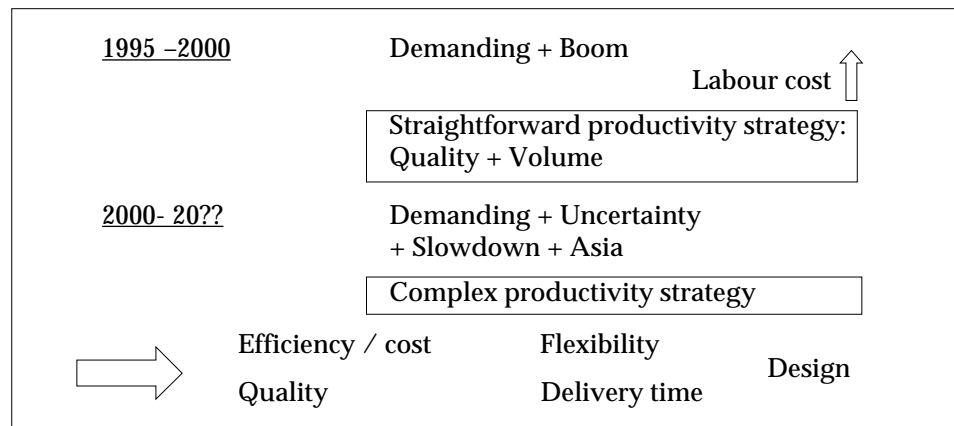 1995 –2000
Demanding + Boom
Labour cost
Straightforward productivity strategy:
Quality + Volume
2000- 20??
Demanding + Uncertainty
+ Slowdown + Asia
Complex productivity strategy
Efficiency / cost
Flexibility
Design
Quality
Delivery time